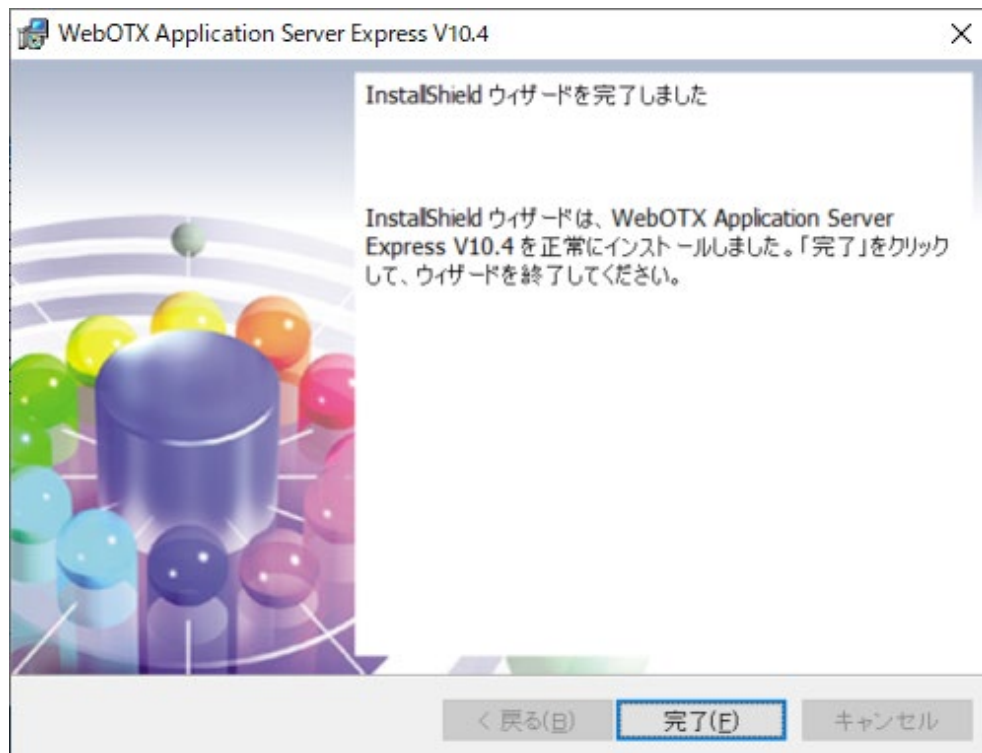 WebOTX Application Server Express V10.4
InstallShield ウィザードを完了しました
InstallShield ウィザードは、WebOTX Application Server
Express V10.4 を正常にインストールしました。「完了」をクリック
して、ウィザードを終了してください。
< 戻る(B)
完了(F)
キャンセル